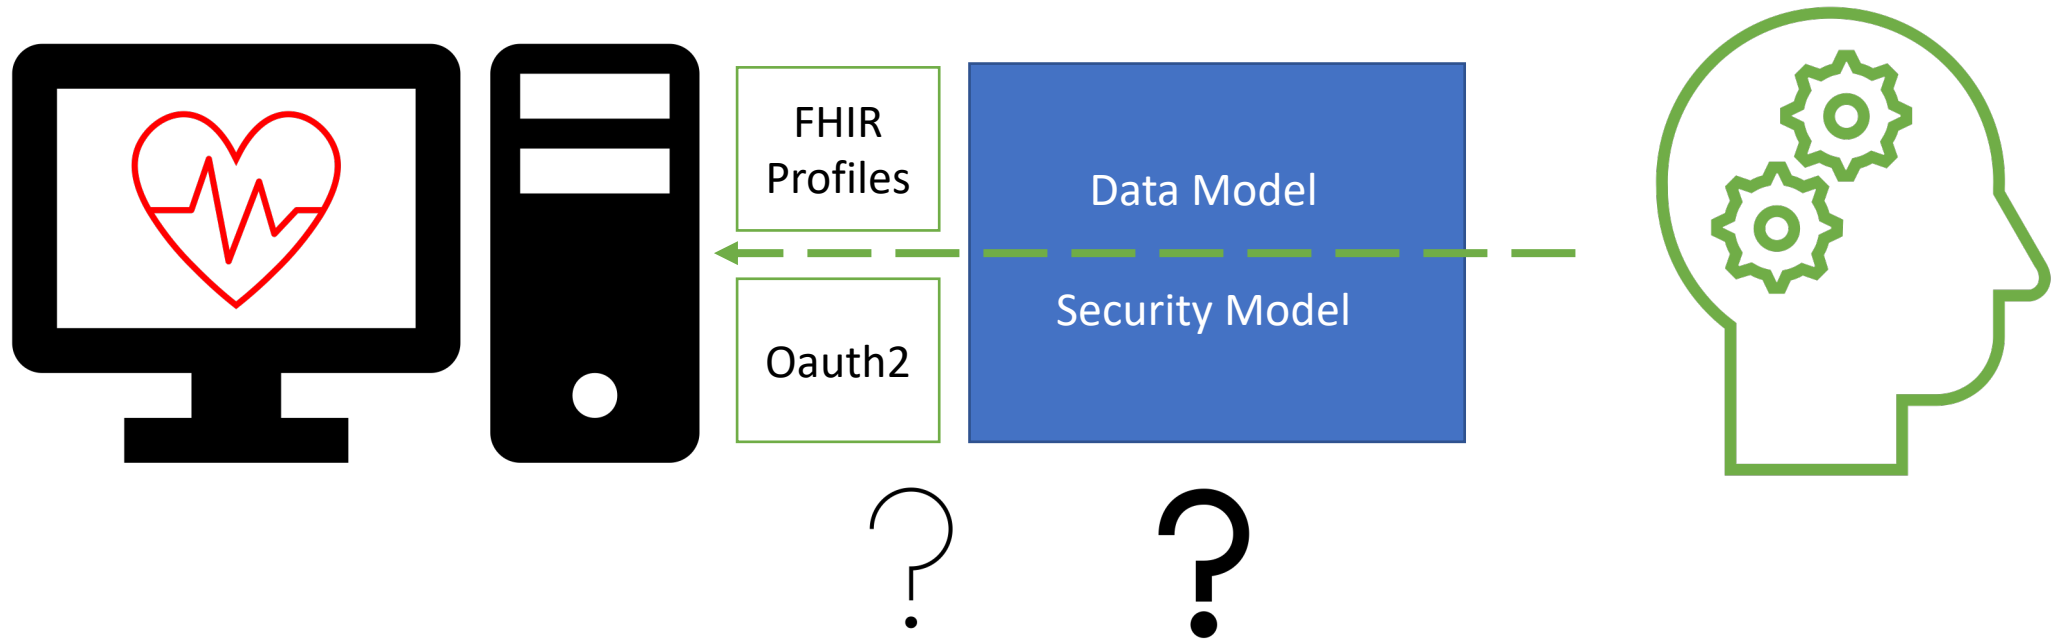 FHIR
Profiles
Data Model
Security Model
Oauth2
?
?